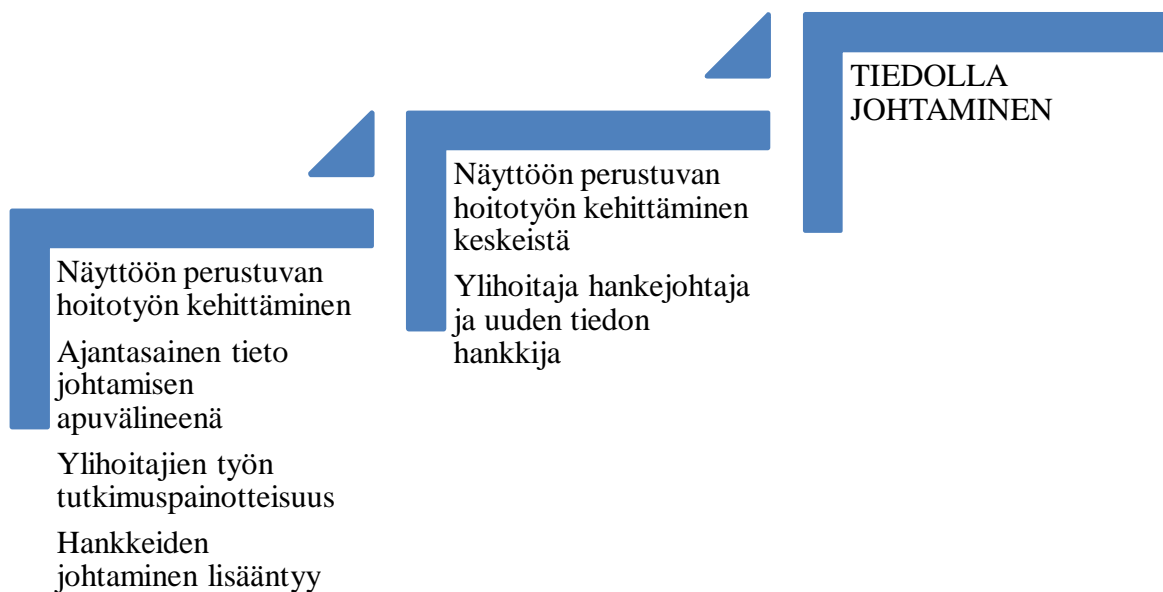 Näyttöön perustuvan
hoitotyön kehittäminen
Ajantasainen tieto
johtamisen
apuvälineenä
Ylihoitajien työn
tutkimuspainotteisuus
Hankkeiden
johtaminen lisääntyy
Näyttöön perustuvan
hoitotyön kehittäminen
keskeistä
Ylihoitaja hankejohtaja
ja uuden tiedon
hankkija
TIEDOLLA
JOHTAMINEN